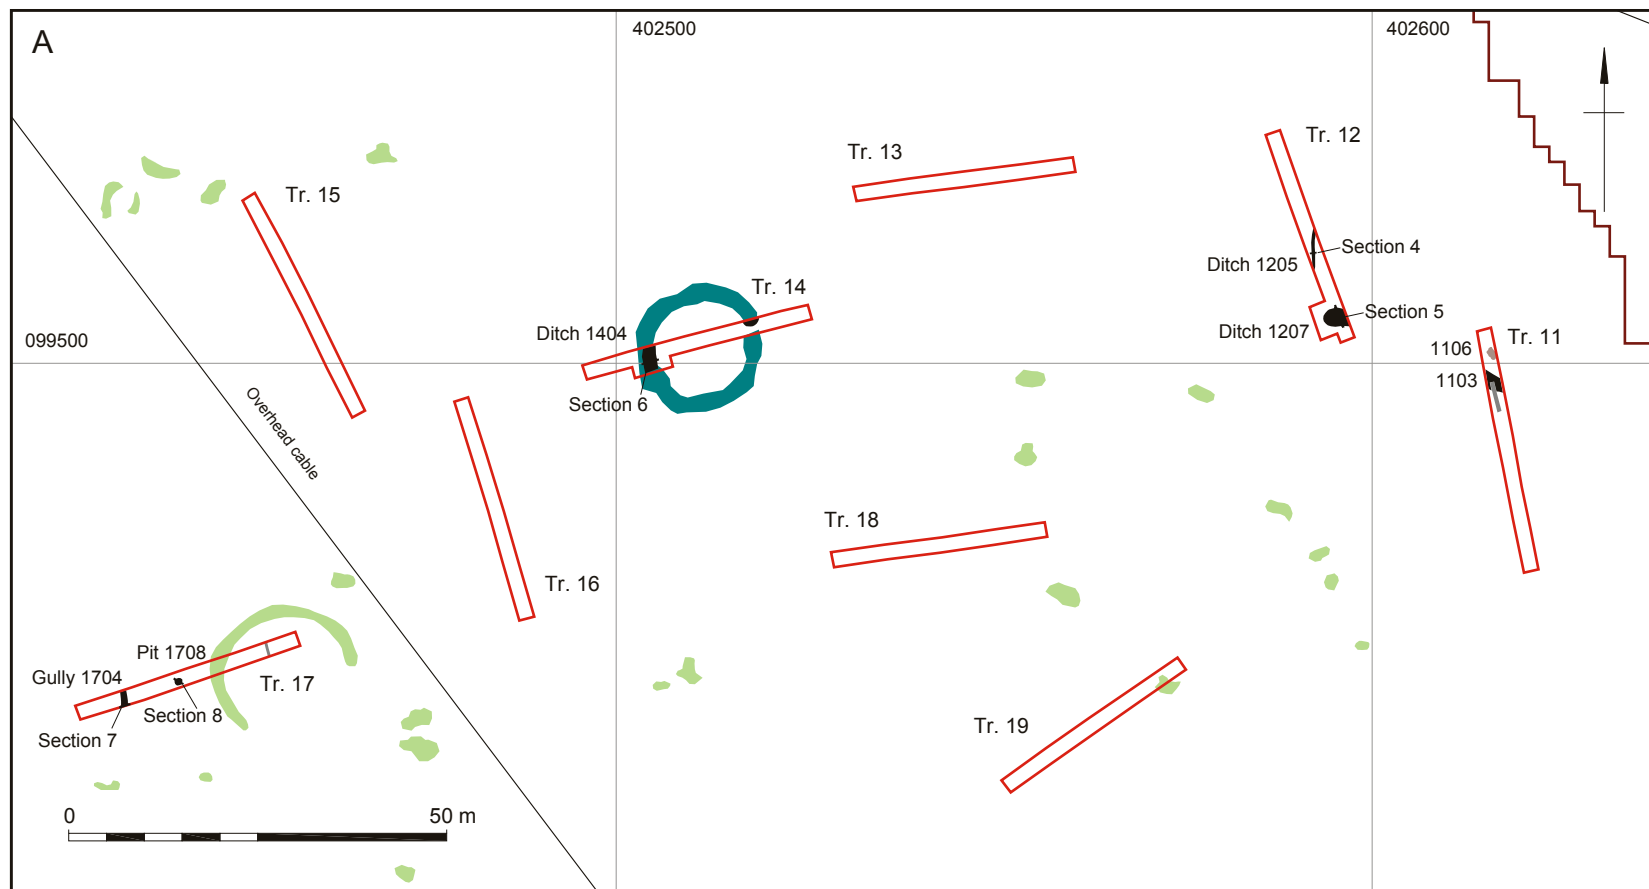 A
402500
402600
Tr. 13
Tr. 12
Tr. 15
Section 4
Ditch 1205
Tr. 14
Section 5
Ditch 1404
Ditch 1207
099500
Tr. 11
1106
1103
Section 6
Overhead cable
Tr. 18
Tr. 16
Pit 1708
Gully 1704
Tr. 17
Section 8
Section 7
Tr. 19
0
50 m